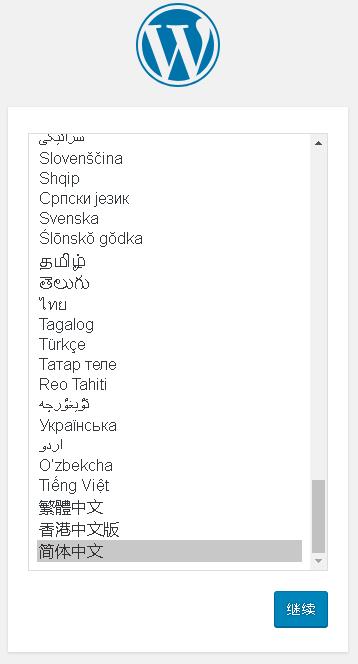 سرائیکی
Slovenščina
Shqip
Српски језик
Svenska
Ślōnskŏ gŏdka
தமிழ்
తెలుగు
ไทย
Tagalog
Türkçe
Татар теле
Reo Tahiti
ئۇيغۇرچە
Українська
اردو
O'zbekcha
Tiếng Việt
繁體中文
香港中文版
简体中文
继续